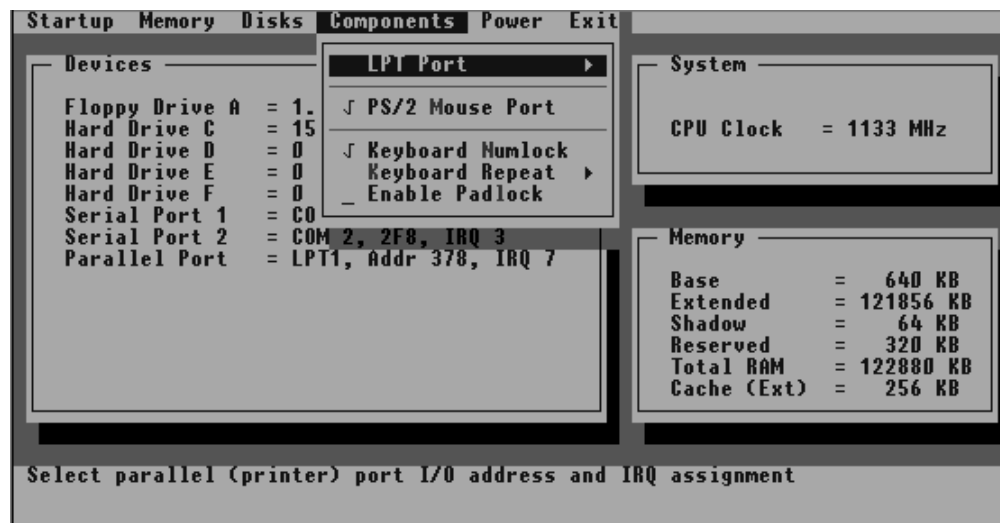 Startup Memory Disks Components Power Exit
Devices
Floppy Drive A = 1.
Hard Drive C = 15
Hard Drive D = 0
Hard Drive E = 0
Hard Drive F = 0
Serial Port 1 = CO
Serial Port 2 = COM 2, 2F8, IRQ 3
Parallel Port = LPT1, Addr 378, IRQ 7
LPT Port ►
√ PS/2 Mouse Port
√ Keyboard Numlock
Keyboard Repeat ►
_ Enable Padlock
System
CPU Clock = 1133 MHz
Memory
Base = 640 KB
Extended = 121856 KB
Shadow = 64 KB
Reserved = 320 KB
Total RAM = 122880 KB
Cache (Ext) = 256 KB
Select parallel (printer) port I/O address and IRQ assignment